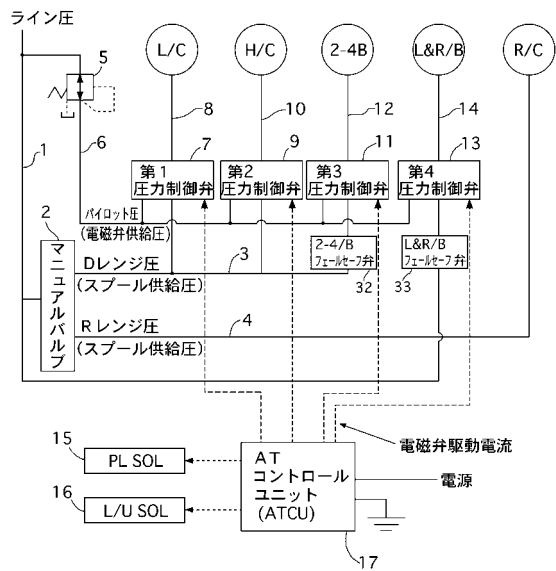 ライン圧
L/C
H/C
2-4B
L&R/B
R/C
5
8
10
12
14
1
6
7
9
11
13
第1
圧力制御弁
第2
圧力制御弁
第3
圧力制御弁
第4
圧力制御弁
パイロット圧
(電磁弁供給圧)
2
マニュアルバルブ
Dレンジ圧
(スプール供給圧)
3
2-4/B
フェールセーフ弁
32
L&R/B
フェールセーフ弁
33
Rレンジ圧
(スプール供給圧)
4
15
PL SOL
16
L/U SOL
AT
コントロール
ユニット
(ATCU)
17
電磁弁駆動電流
電源